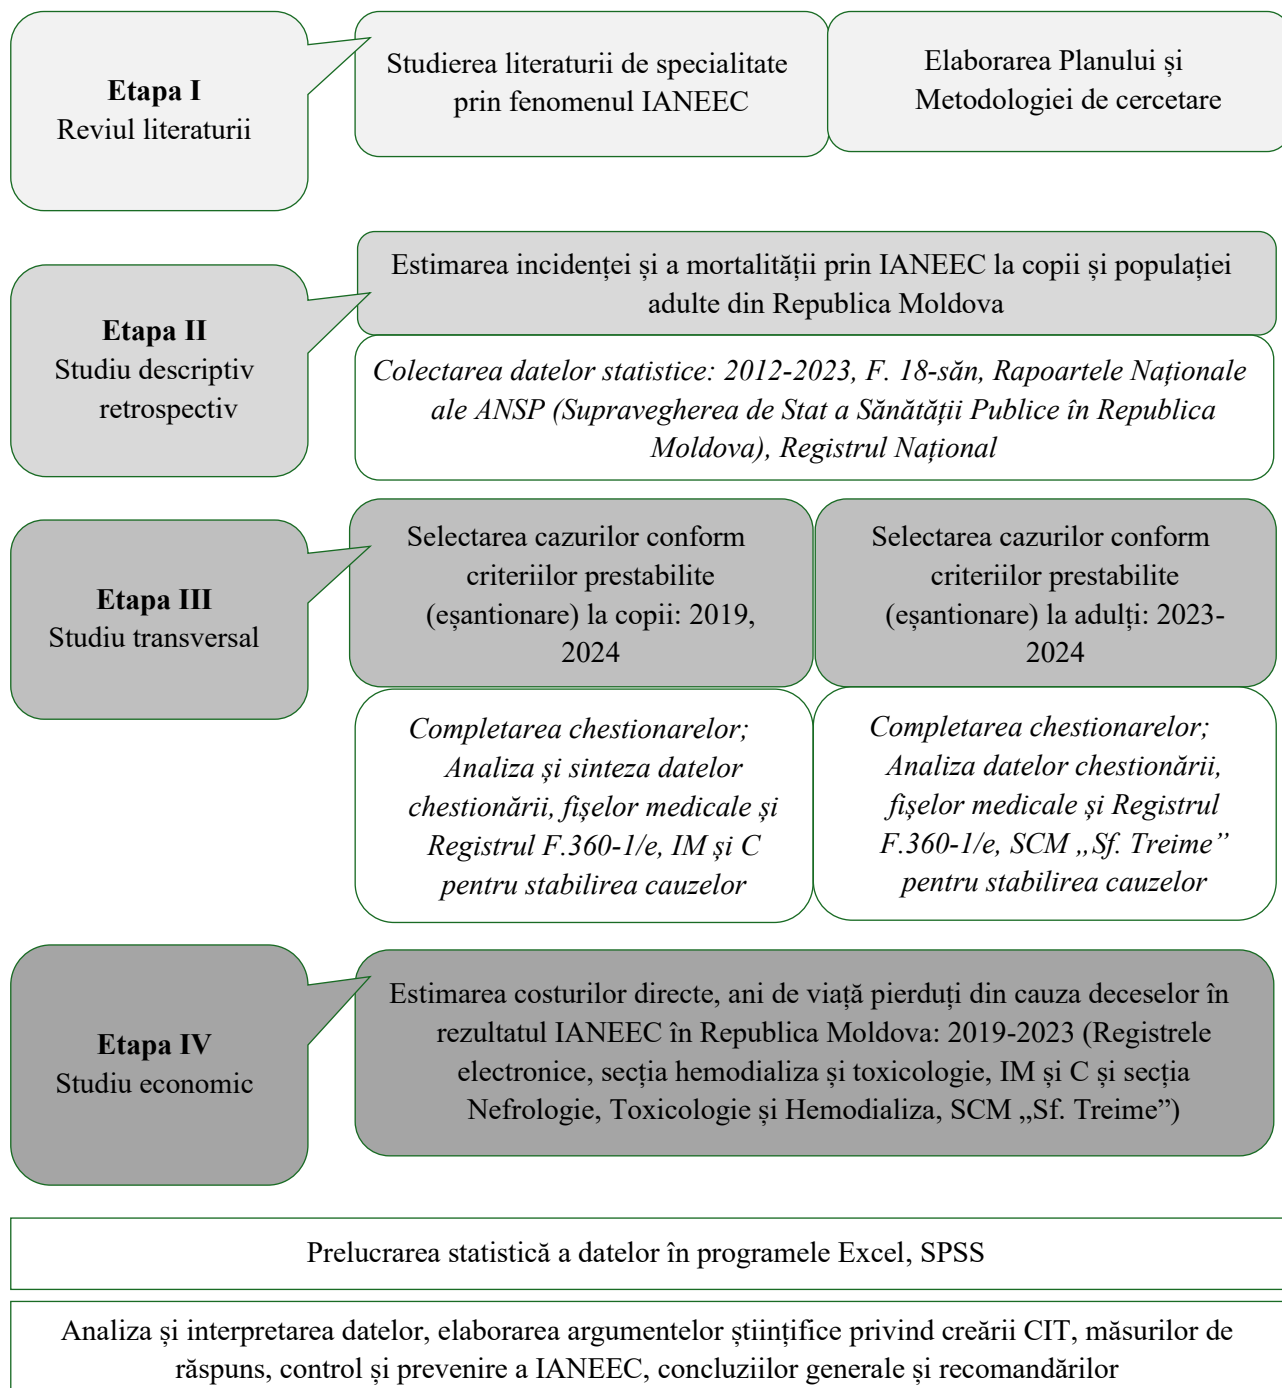 Etapa I
Reviul literaturii
Studierea literaturii de specialitate
prin fenomenul IANEEC
Elaborarea Planului și
Metodologiei de cercetare
Etapa II
Studiu descriptiv
retrospectiv
Estimarea incidenței și a mortalității prin IANEEC la copii și populației
adulte din Republica Moldova
Colectarea datelor statistice: 2012-2023, F. 18-săn, Rapoartele Naționale
ale ANSP (Supravegherea de Stat a Sănătății Publice în Republica
Moldova), Registrul Național
Etapa III
Studiu transversal
Selectarea cazurilor conform
criteriilor prestabilite
(eșantionare) la copii: 2019,
2024
Selectarea cazurilor conform
criteriilor prestabilite
(eșantionare) la adulți: 2023-
2024
Completarea chestionarelor;
Analiza și sinteza datelor
chestionării, fișelor medicale și
Registrul F.360-1/e, IM și C
pentru stabilirea cauzelor
Completarea chestionarelor;
Analiza datelor chestionării,
fișelor medicale și Registrul
F.360-1/e, SCM „Sf. Treime”
pentru stabilirea cauzelor
Etapa IV
Studiu economic
Estimarea costurilor directe, ani de viață pierduți din cauza deceselor în
rezultatul IANEEC în Republica Moldova: 2019-2023 (Registrele
electronice, secția hemodializa și toxicologie, IM și C și secția
Nefrologie, Toxicologie și Hemodializa, SCM „Sf. Treime”)
Prelucrarea statistică a datelor în programele Excel, SPSS
Analiza și interpretarea datelor, elaborarea argumentelor științifice privind creării CIT, măsurilor de
răspuns, control și prevenire a IANEEC, concluziilor generale și recomandărilor